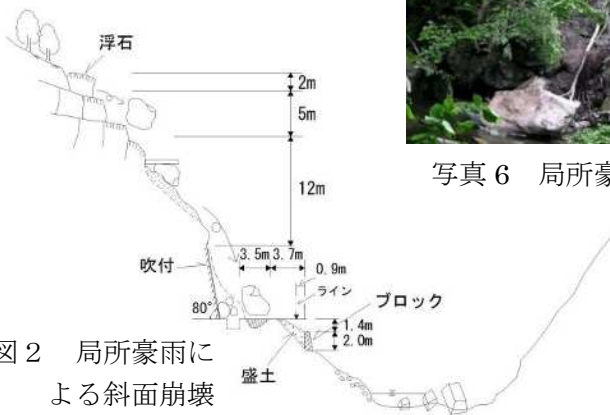 浮石
2m
5m
12m
写真6 局所豪
3.5m 3.7m
0.9m
吹付
ライン
ブロック
80°
1.4m
2.0m
盛土
図2 局所豪雨に
よる斜面崩壊